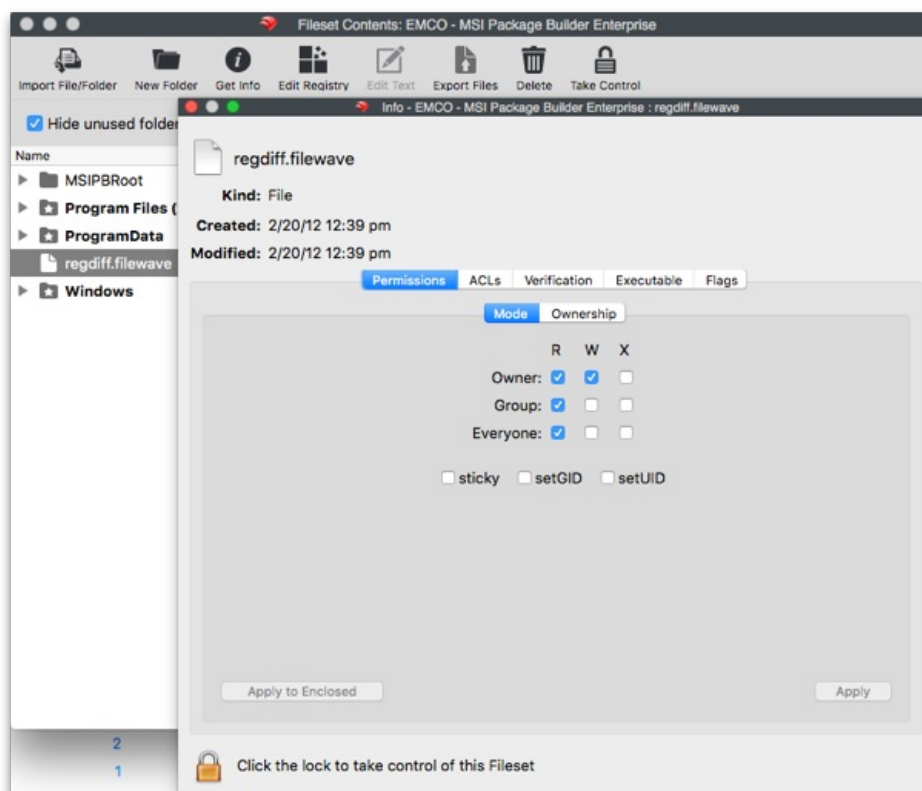 Fileset Contents: EMCO - MSI Package Builder Enterprise
Import File/Folder New Folder Get Info Edit Registry Edit Text Export Files Delete Take Control
Hide unused folder
Name
MSIPBRoot
Program Files (
ProgramData
regdiff.filewave
Windows
2
1
Info - EMCO - MSI Package Builder Enterprise : regdiff.filewave
regdiff.filewave
Kind: File
Created: 2/20/12 12:39 pm
Modified: 2/20/12 12:39 pm
Permissions ACLs Verification Executable Flags
Mode Ownership
R W X
Owner:
Group:
Everyone:
sticky setGID setUID
Apply to Enclosed Apply
Click the lock to take control of this Fileset